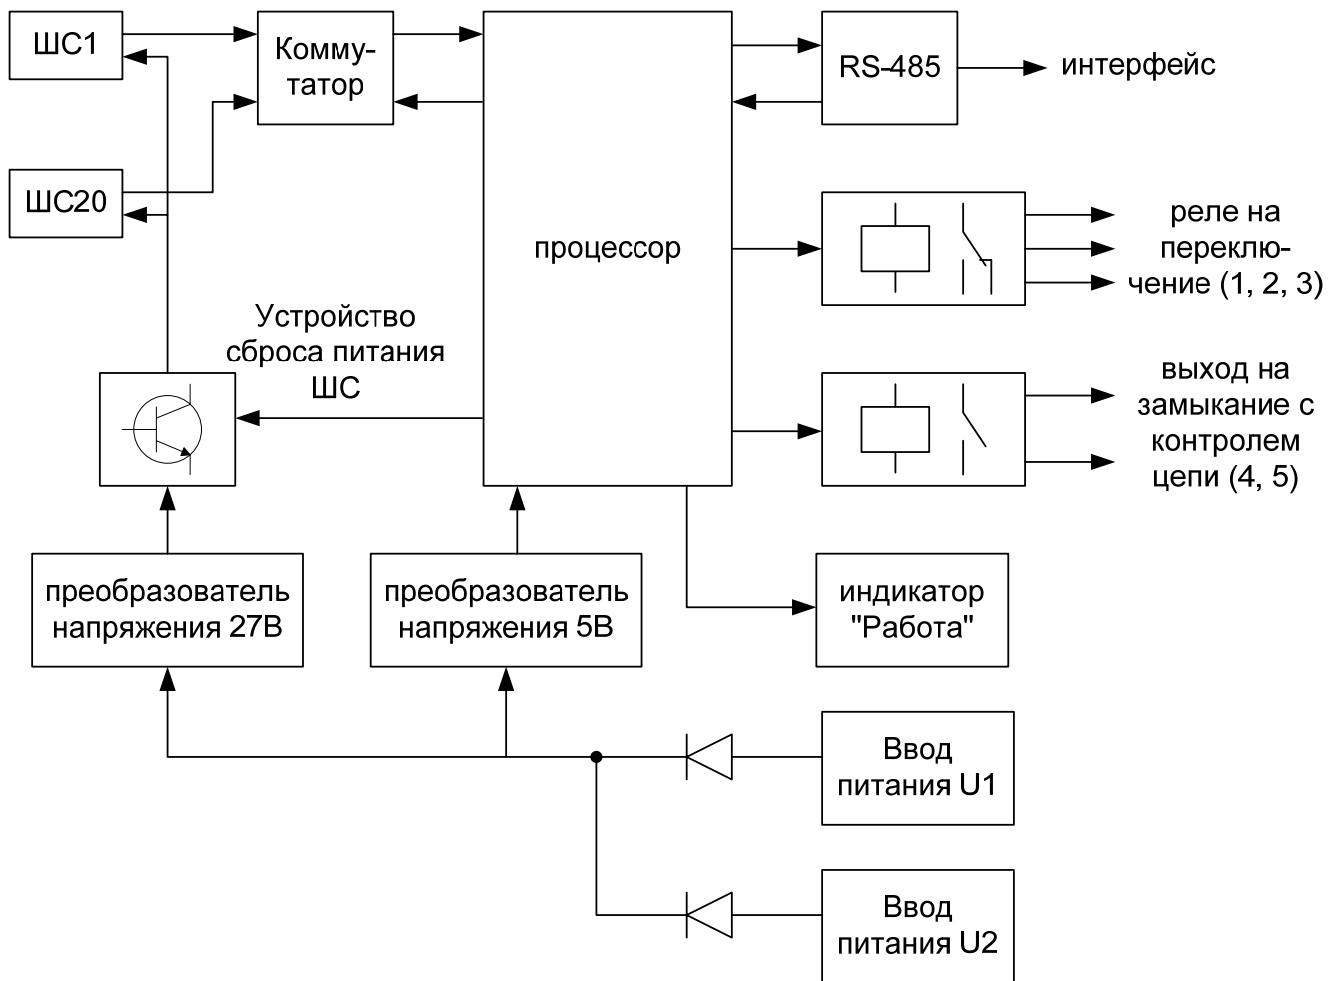 ШС1
Комму-
татор
RS-485
интерфейс
ШС20
процессор
реле на
переклю-
чение (1, 2, 3)
Устройство
сброса питания
ШС
выход на
замыкание с
контролем
цепи (4, 5)
преобразователь
напряжения 27В
преобразователь
напряжения 5В
индикатор
"Работа"
Ввод
питания U1
Ввод
питания U2